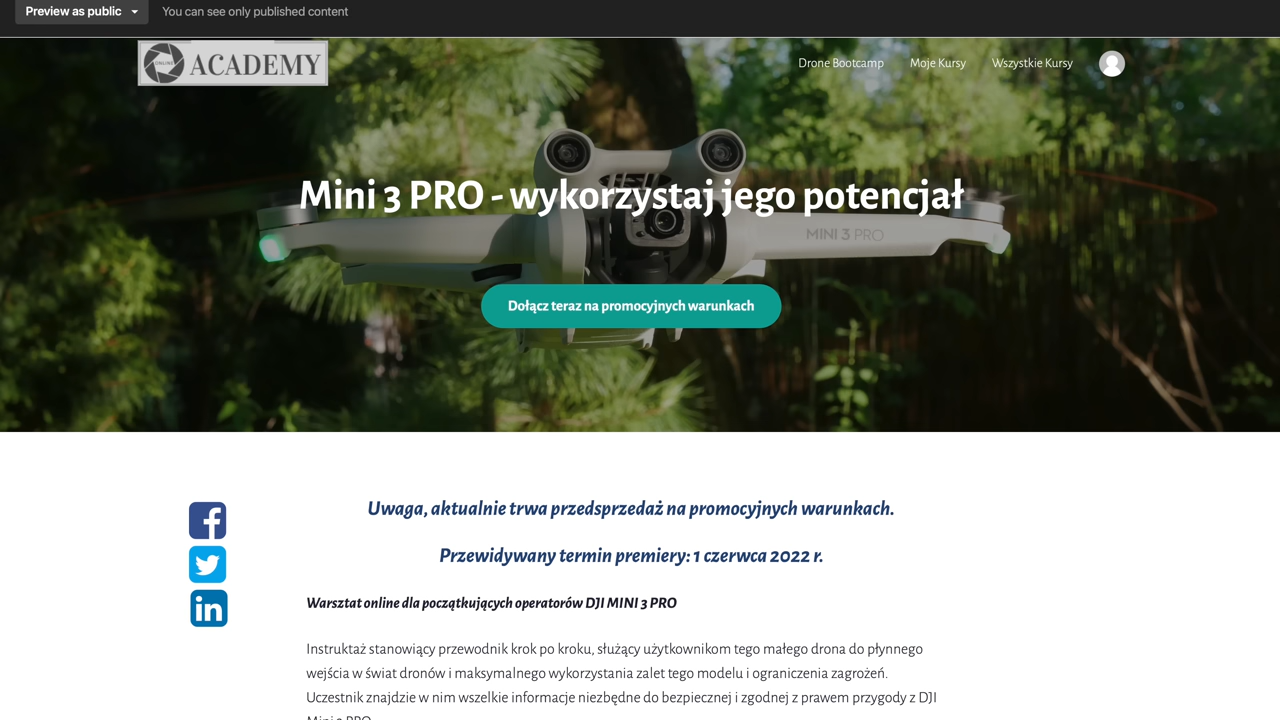 Preview as public
You can see only published content
ONLINE ACADEMY
Drone Bootcamp
Moje Kursy
Wszystkie Kursy
Mini 3 PRO - wykorzystaj jego potencjał
MINI 3 PRO
Dołącz teraz na promocyjnych warunkach
Uwaga, aktualnie trwa przedsprzedaż na promocyjnych warunkach.
Przewidywany termin premiery: 1 czerwca 2022 r.
Warsztat online dla początkujących operatorów DJI MINI 3 PRO
Instruktaż stanowiący przewodnik krok po kroku, służący użytkownikom tego małego drona do płynnego
wejścia w świat dronów i maksymalnego wykorzystania zalet tego modelu i ograniczenia zagrożeń.
Uczestnik znajdzie w nim wszelkie informacje niezbędne do bezpiecznej i zgodnej z prawem przygody z DJI
Mini 3 PRO